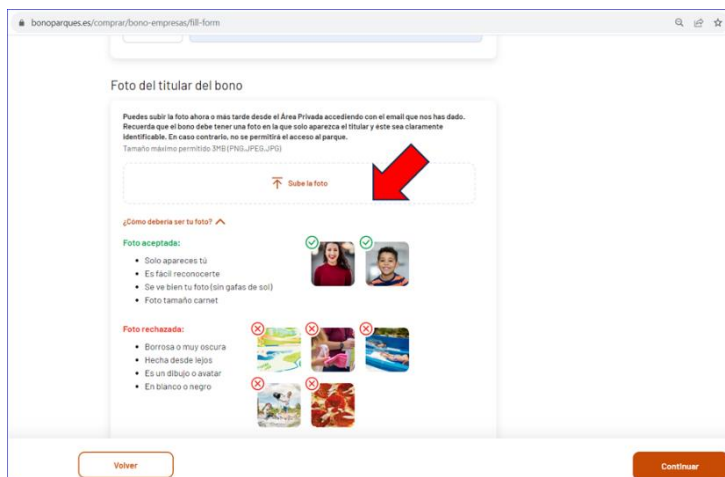 bonoparques.es/comprar/bono-empresas/fill-form
Foto del titular del bono
Puedes subir la foto ahora o más tarde desde el Área Privada accediendo con el email que nos has dado.
Recuerda que el bono debe tener una foto en la que solo aparezca el titular y éste sea claramente
identificable. En caso contrario, no se permitirá el acceso al parque.
Tamaño máximo permitido 3MB (PNG,JPEG,JPG)
Sube la foto
¿Cómo debería ser tu foto?
Foto aceptada:
Solo apareces tú
Es fácil reconocerte
Se ve bien tu foto (sin gafas de sol)
Foto tamaño carnet
Foto rechazada:
Borrosa o muy oscura
Hecha desde lejos
Es un dibujo o avatar
En blanco o negro
Volver
Continuar